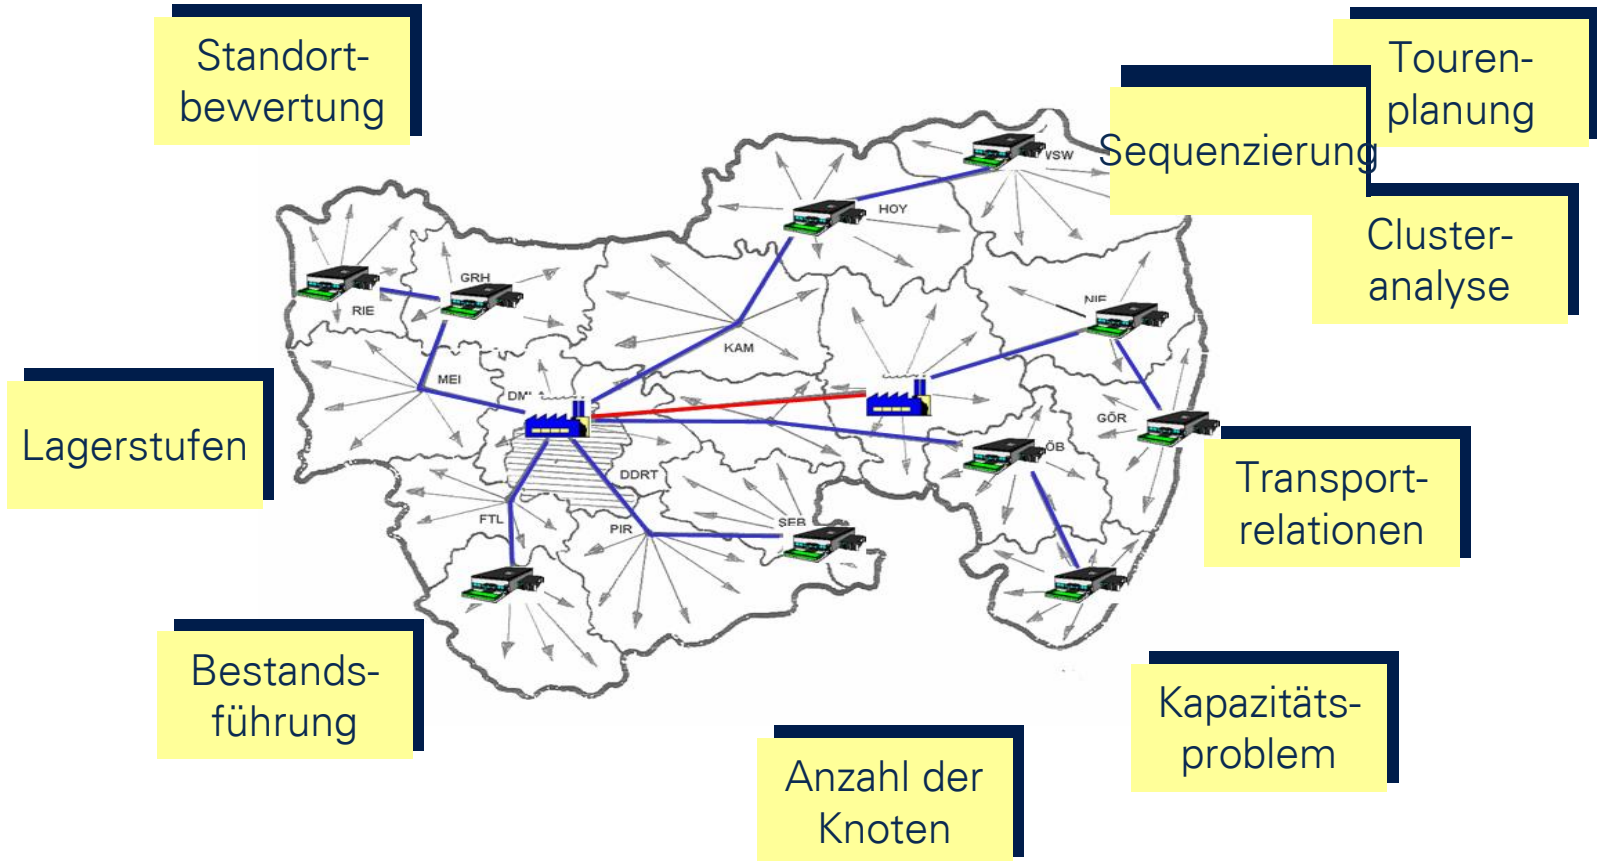 Standort-
bewertung
Touren-
planung
Sequenzierung
Cluster-
analyse
VSW
HOY
GRH
RIE
NIE
KAM
MEI
GÖR
ÖB
DDRT
FTL
PIR
SEB
Lagerstufen
Transport-
relationen
Bestands-
führung
Kapazitäts-
problem
Anzahl der
Knoten